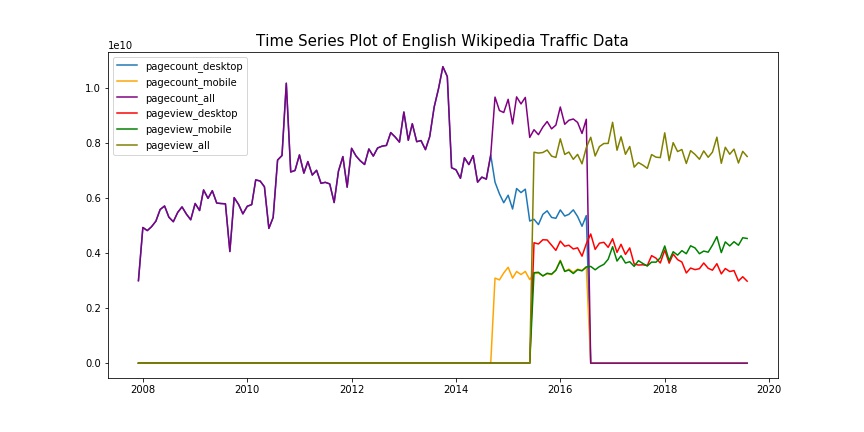 Time Series Plot of English Wikipedia Traffic Data
1e10
pagecount_desktop
pagecount_mobile
pagecount_all
pageview_desktop
pageview_mobile
pageview_all
1.0
0.8
0.6
0.4
0.2
0.0
2008 2010 2012 2014 2016 2018 2020